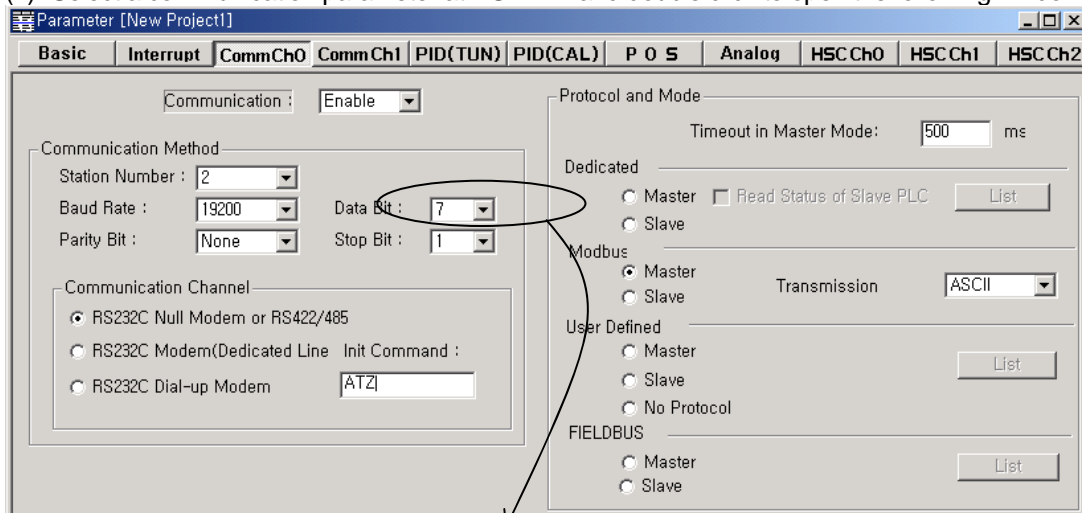 Parameter [New Project1]
Basic Interrupt CommCh0 CommCh1 PID(TUN) PID(CAL) P O S Analog HSCCh0 HSCCh1 HSCCh2
Communication : Enable
Communication Method
Station Number : 2
Baud Rate : 19200 Data Bit : 7
Parity Bit : None Stop Bit : 1
Communication Channel
RS232C Null Modem or RS422/485
RS232C Modem(Dedicated Line Init Command :
RS232C Dial-up Modem ATZ
Protocol and Mode
Timeout in Master Mode: 500 ms
Dedicated
Master Read Status of Slave PLC List
Slave
Modbus
Master
Transmission ASCII
Slave
User Defined
Master
List
Slave
No Protocol
FIELDBUS
Master
List
Slave